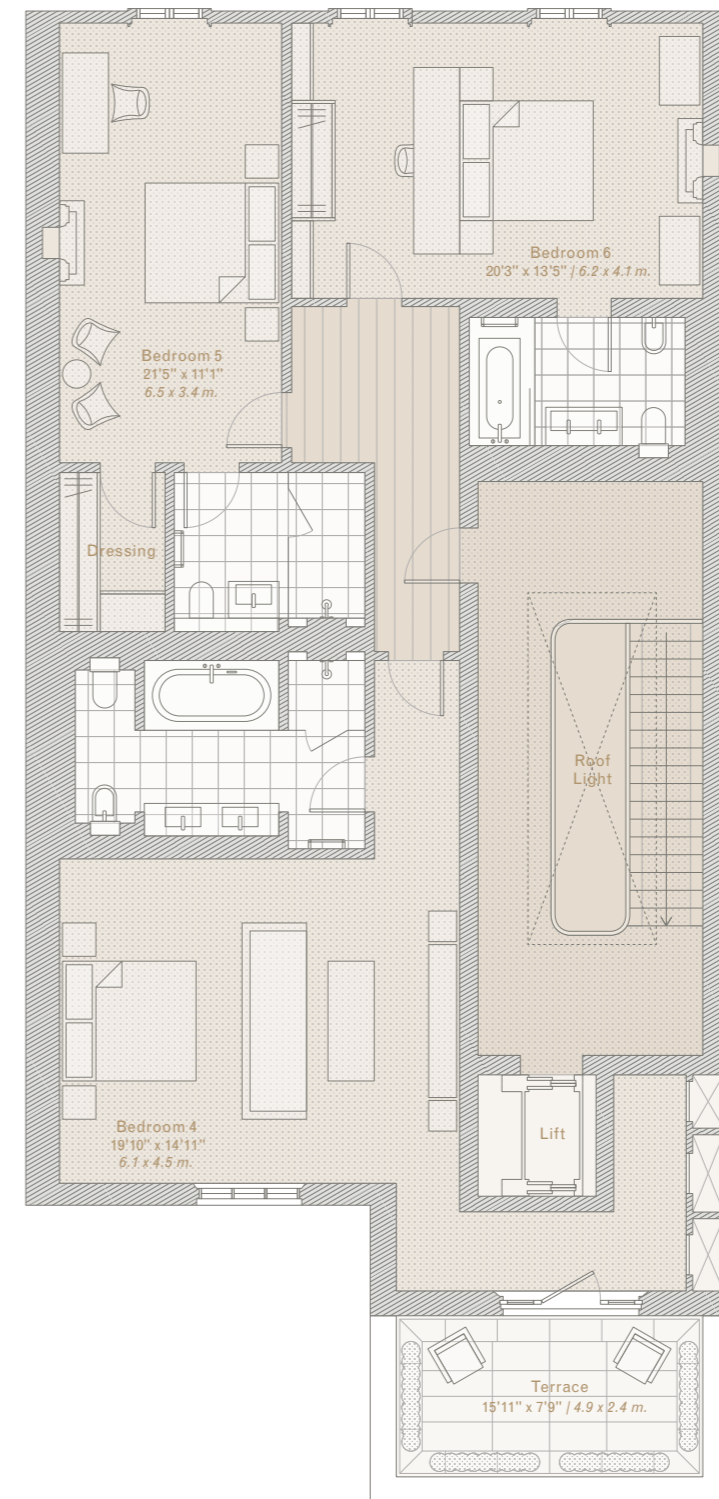 Bedroom 6
20'3" x 13'5" | 6.2 x 4.1 m.
Bedroom 5
21'5" x 11'1"
6.5 x 3.4 m.
Dressing
Roof
Light
Bedroom 4
19'10" x 14'11"
6.1 x 4.5 m.
Lift
Terrace
15'11" x 7'9" | 4.9 x 2.4 m.